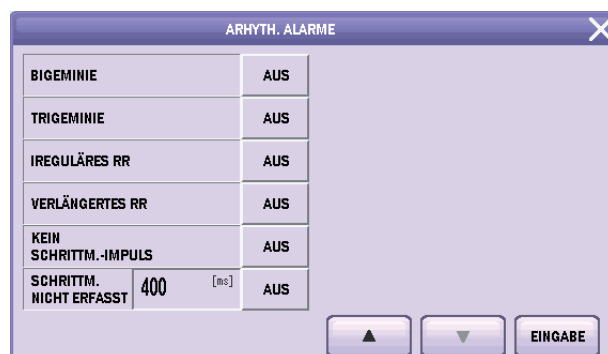 ARHYTH. ALARME
BIGEMINIE AUS
TRIGEMINIE AUS
IREGULÄRES RR AUS
VERLÄNGERTES RR AUS
KEIN
SCHRITTM.-IMPULS AUS
SCHRITTM.
NICHT ERFASST 400 [ms] AUS
EINGABE